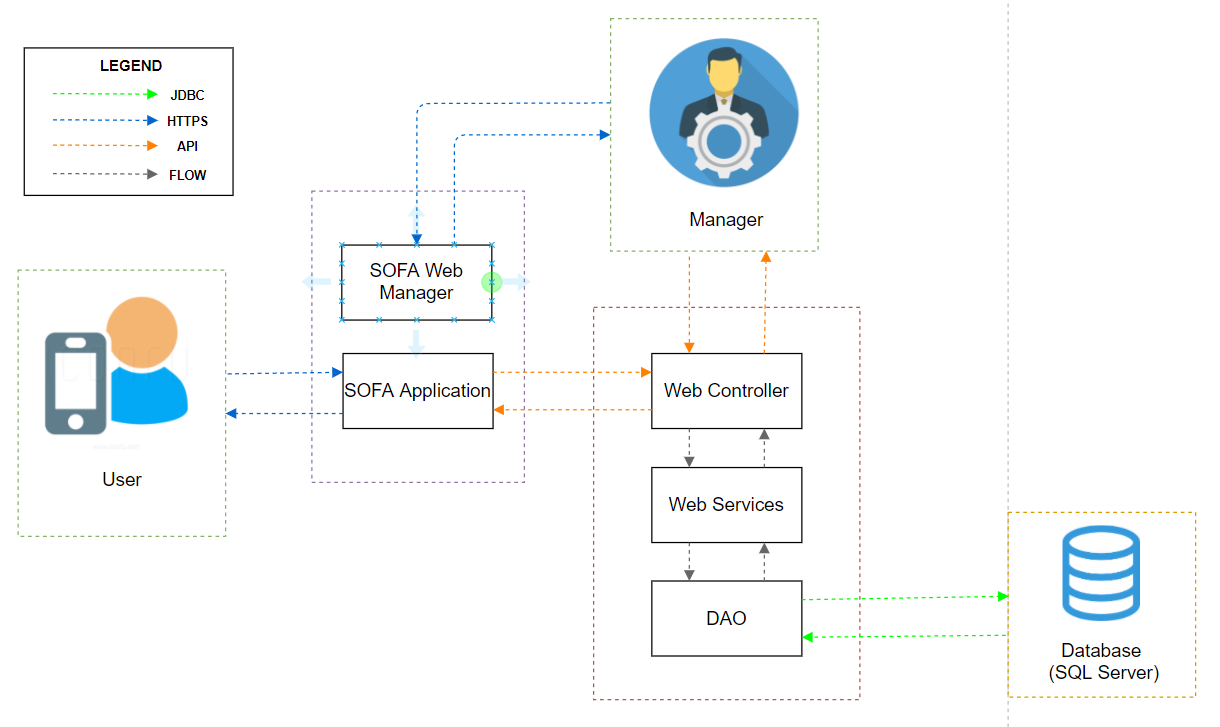 LEGEND
JDBC
HTTPS
API
FLOW
Manager
SOFA Web
Manager
SOFA Application
Web Controller
User
Web Services
DAO
Database
(SQL Server)